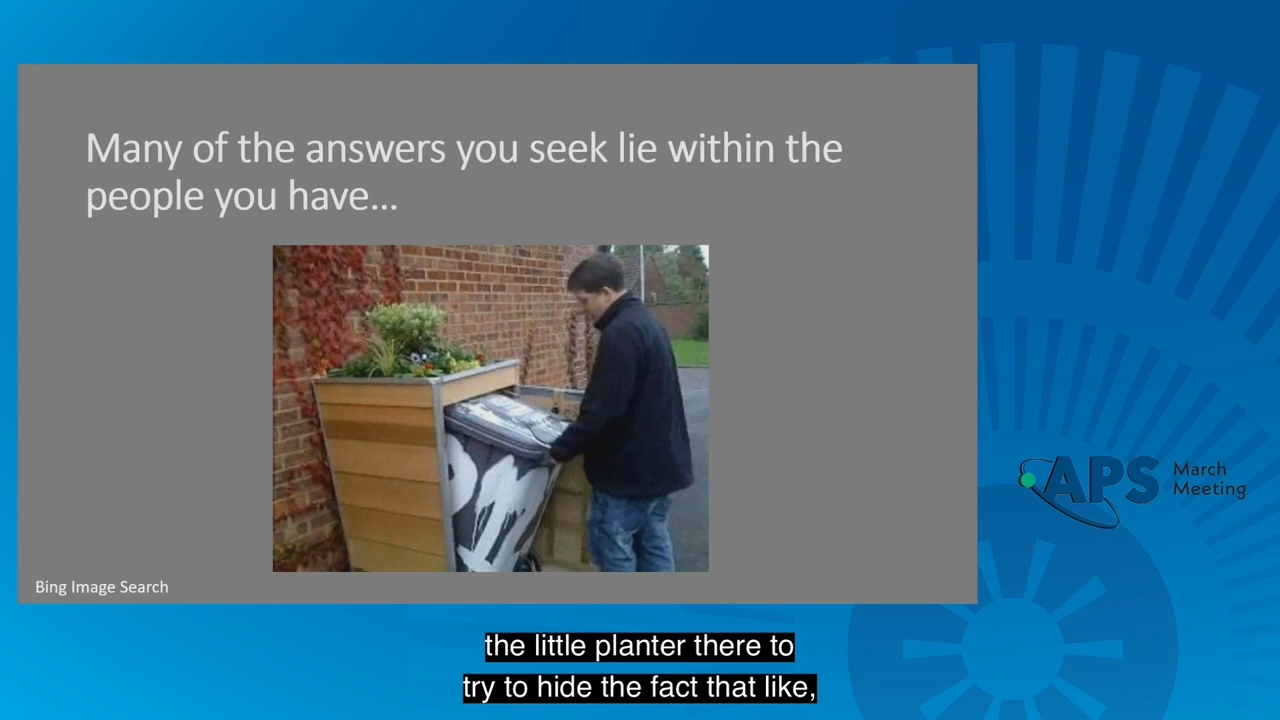 Many of the answers you seek lie within the
people you have...
Bing Image Search
APS March
Meeting
the little planter there to
try to hide the fact that like,